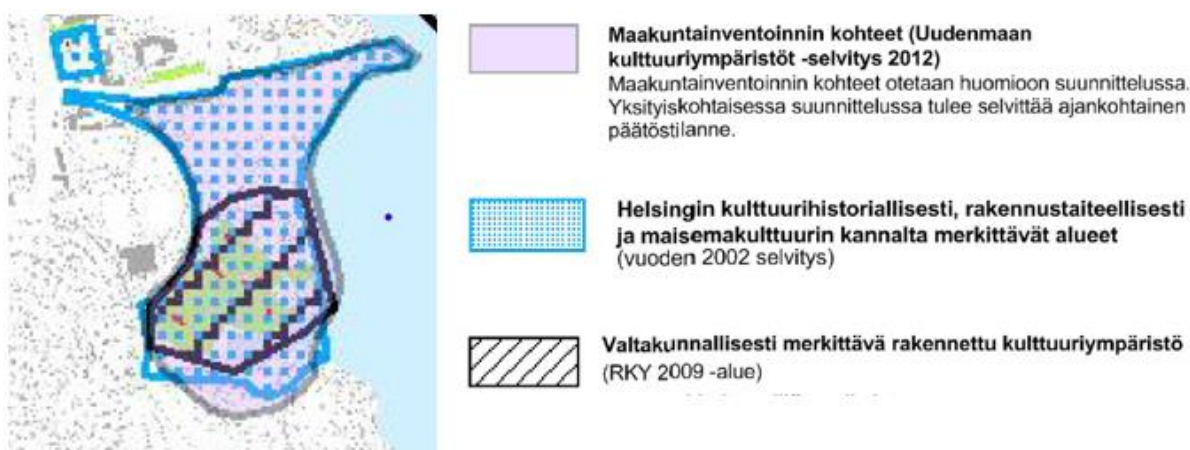 Maakuntainventoinnin kohteet (Uudenmaan
kulttuuriympäristöt -selvitys 2012)
Maakuntainventoinnin kohteet otetaan huomioon suunnittelussa.
Yksityiskohtaisessa suunnittelussa tulee selvittää ajankohtainen
päätöstilanne.
Helsingin kulttuurihistoriallisesti, rakennustaiteellisesti
ja maisemakulttuurin kannalta merkittävät alueet
(vuoden 2002 selvitys)
Valtakunnallisesti merkittävä rakennettu kulttuuriympäristö
(RKY 2009 -alue)